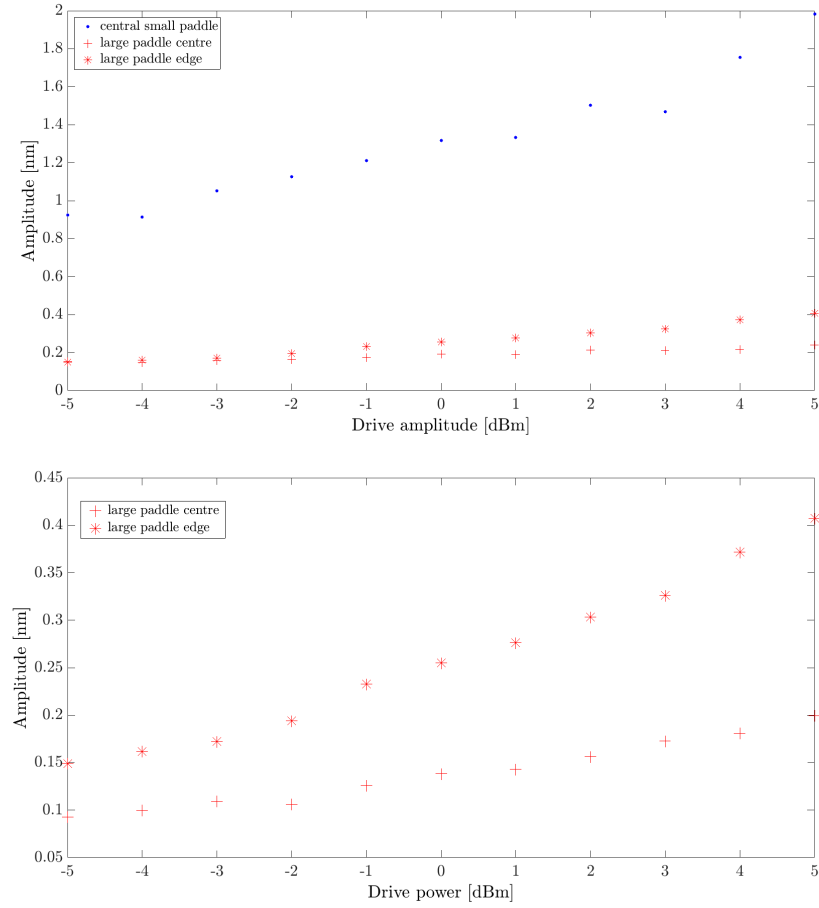 2
1.8
1.6
1.4
1.2
1
0.8
0.6
0.4
0.2
0
Amplitude [nm]
central small paddle
large paddle centre
large paddle edge
-5 -4 -3 -2 -1 0 1 2 3 4 5
Drive amplitude [dBm]
0.45
0.4
0.35
0.3
0.25
0.2
0.15
0.1
0.05
Amplitude [nm]
large paddle centre
large paddle edge
-5 -4 -3 -2 -1 0 1 2 3 4 5
Drive power [dBm]